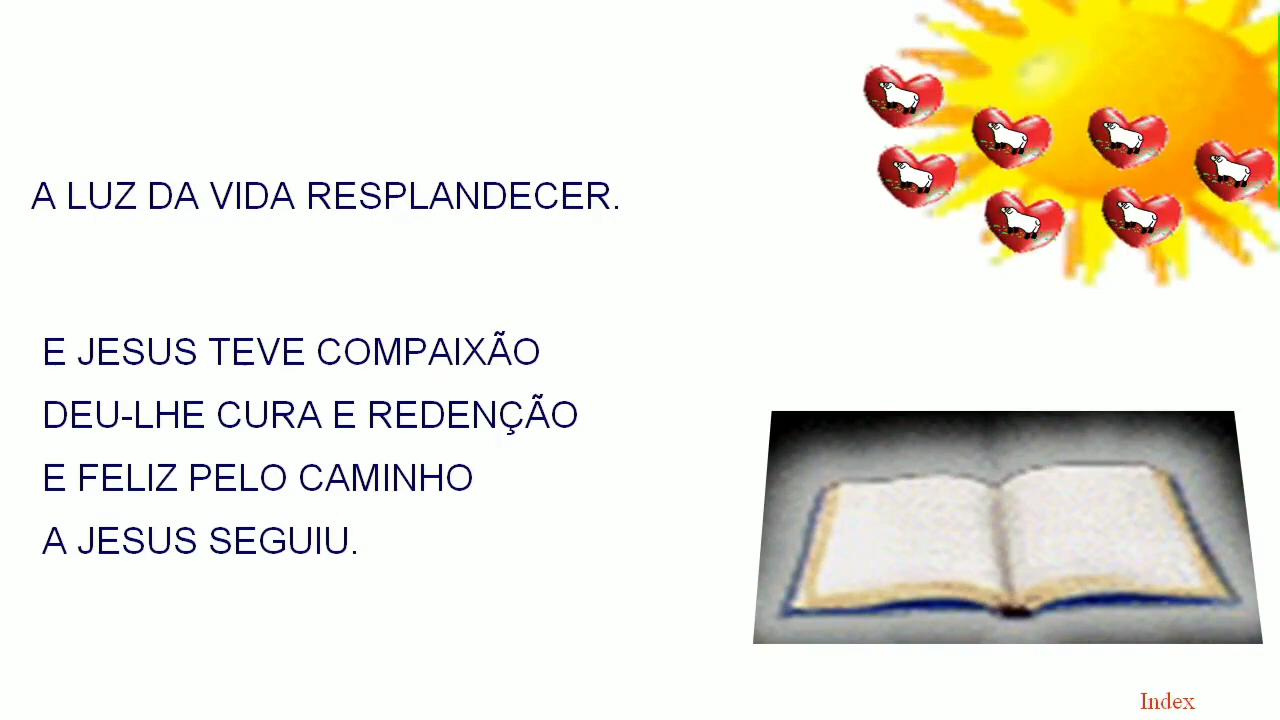 A LUZ DA VIDA RESPLANDECER.
E JESUS TEVE COMPAIXÃO
DEU-LHE CURA E REDENÇÃO
E FELIZ PELO CAMINHO
A JESUS SEGUIU.
Index